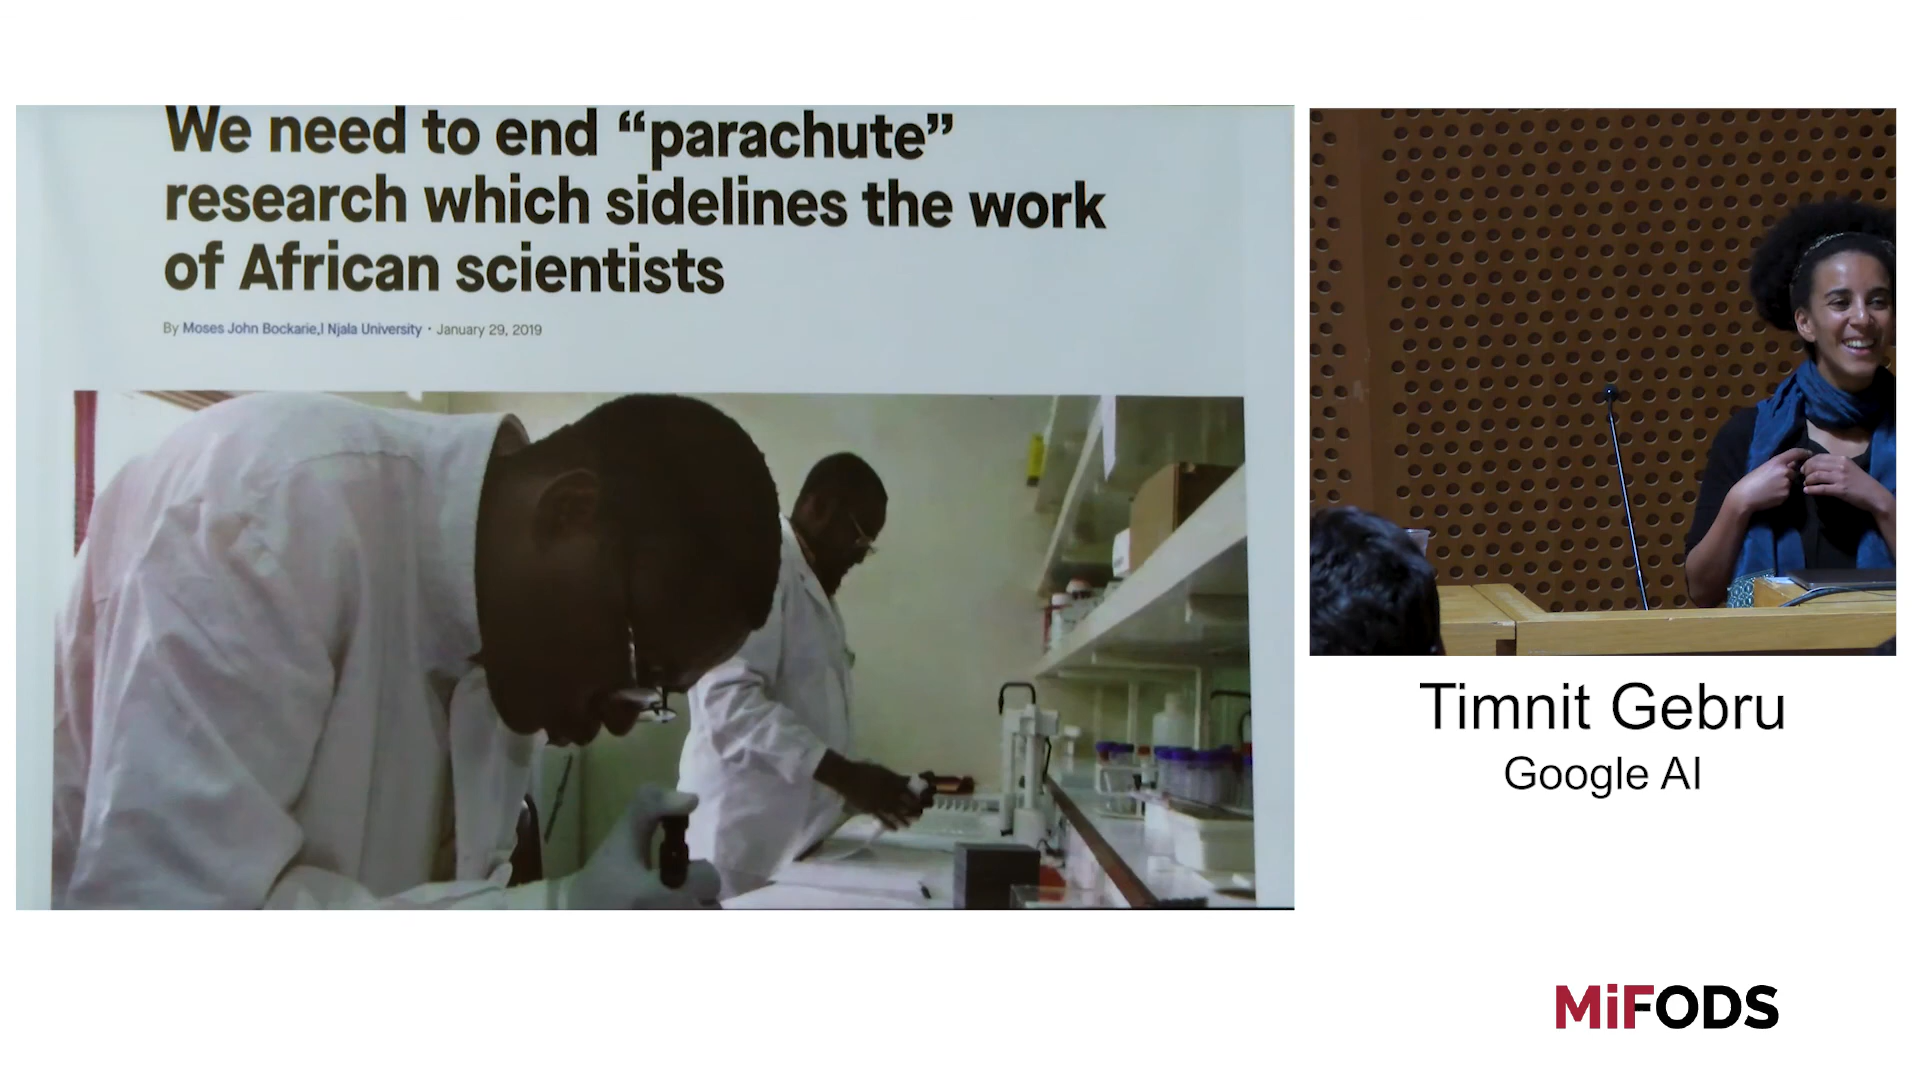 We need to end “parachute”
research which sidelines the work
of African scientists
By Moses John Bockarie,I Njala University · January 29, 2019
Timnit Gebru
Google AI
MiFODS